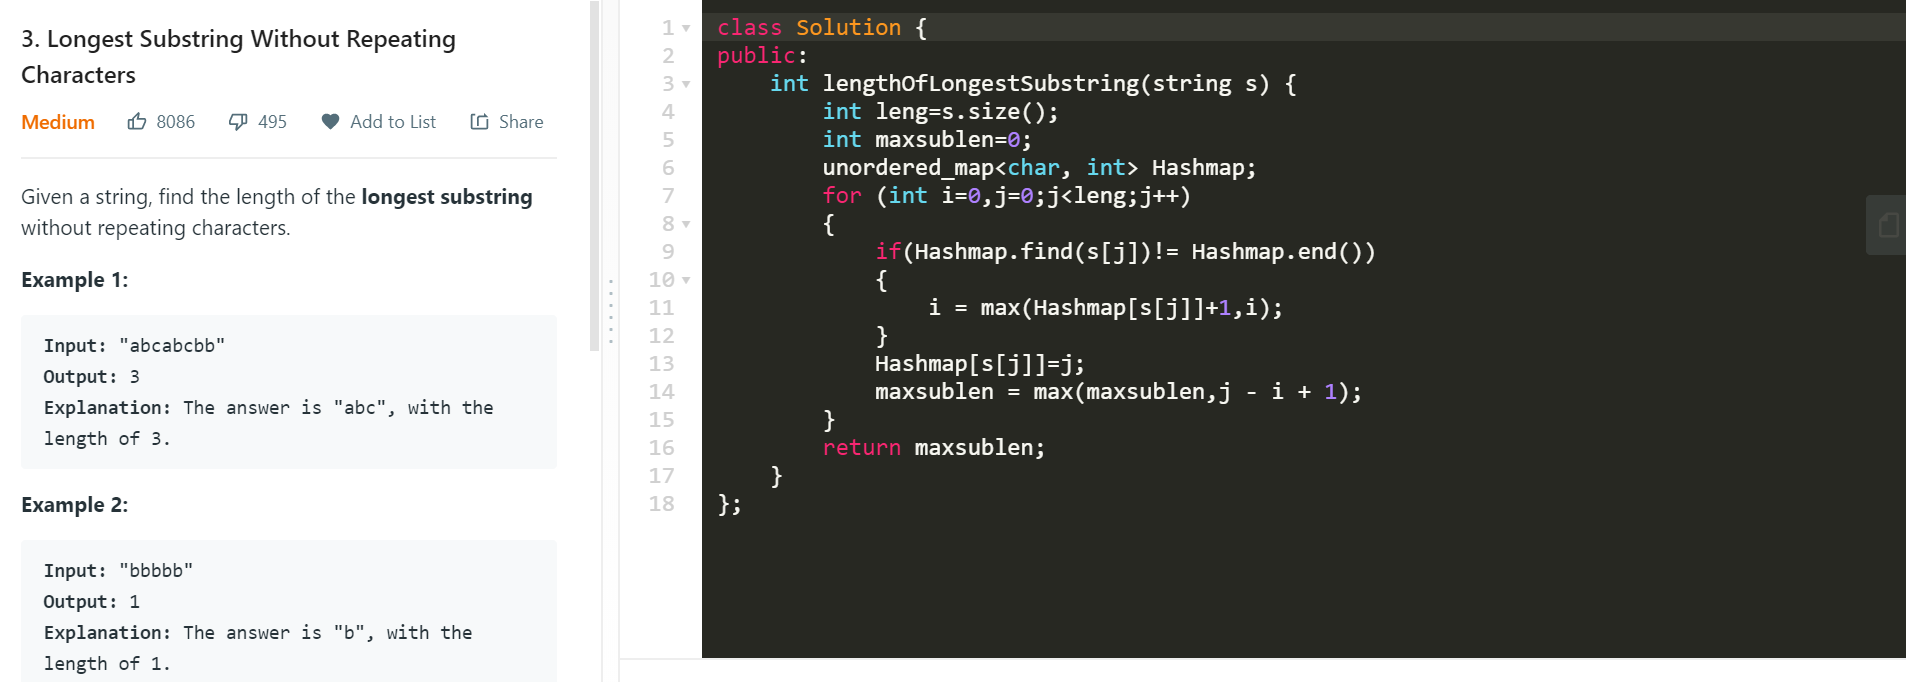 3. Longest Substring Without Repeating
Characters
Medium 8086 495 Add to List Share
Given a string, find the length of the longest substring
without repeating characters.
Example 1:
Input: "abcabcbb"
Output: 3
Explanation: The answer is "abc", with the
length of 3.
Example 2:
Input: "bbbbb"
Output: 1
Explanation: The answer is "b", with the
length of 1.
1 class Solution {
2 public:
3     int lengthOfLongestSubstring(string s) {
4         int leng=s.size();
5         int maxsublen=0;
6         unordered_map<char, int> Hashmap;
7         for (int i=0,j=0;j<leng;j++)
8         {
9             if(Hashmap.find(s[j])!= Hashmap.end())
10             {
11                 i = max(Hashmap[s[j]]+1,i);
12             }
13             Hashmap[s[j]]=j;
14             maxsublen = max(maxsublen,j - i + 1);
15         }
16         return maxsublen;
17     }
18 };